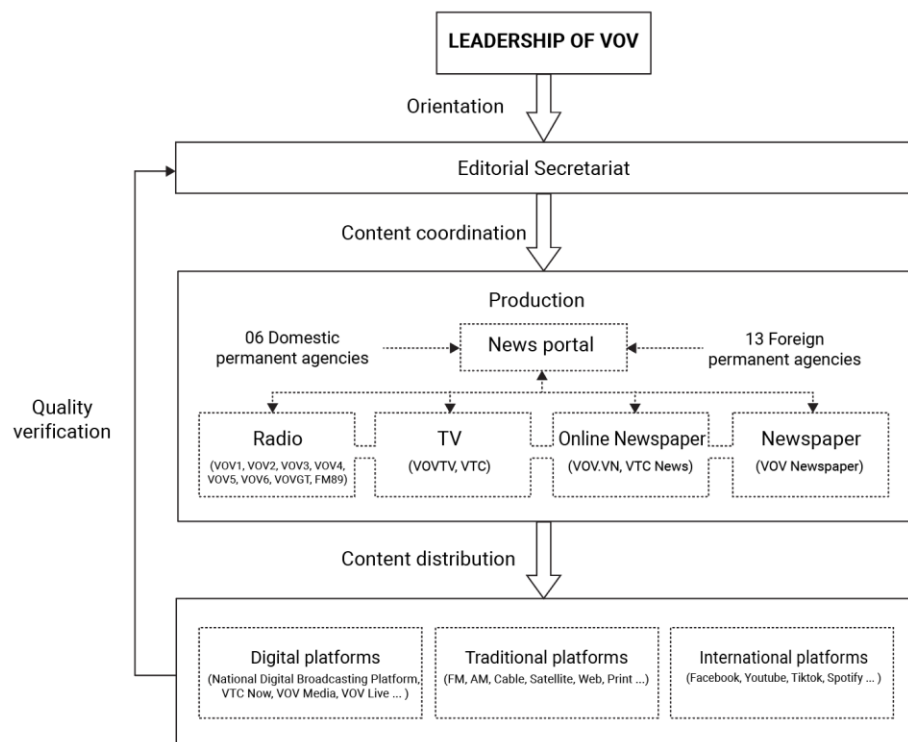 LEADERSHIP OF VOV
Orientation
Editorial Secretariat
Content coordination
Production
06 Domestic
permanent agencies
News portal
13 Foreign
permanent agencies
Quality
verification
Radio
(VOV1, VOV2, VOV3, VOV4,
VOV5, VOV6, VOVGT, FM89)
TV
(VOVTV, VTC)
Online Newspaper
(VOV.VN, VTC News)
Newspaper
(VOV Newspaper)
Content distribution
Digital platforms
(National Digital Broadcasting Platform,
VTC Now, VOV Media, VOV Live ... )
Traditional platforms
(FM, AM, Cable, Satellite, Web, Print ...)
International platforms
(Facebook, Youtube, Tiktok, Spotify ... )